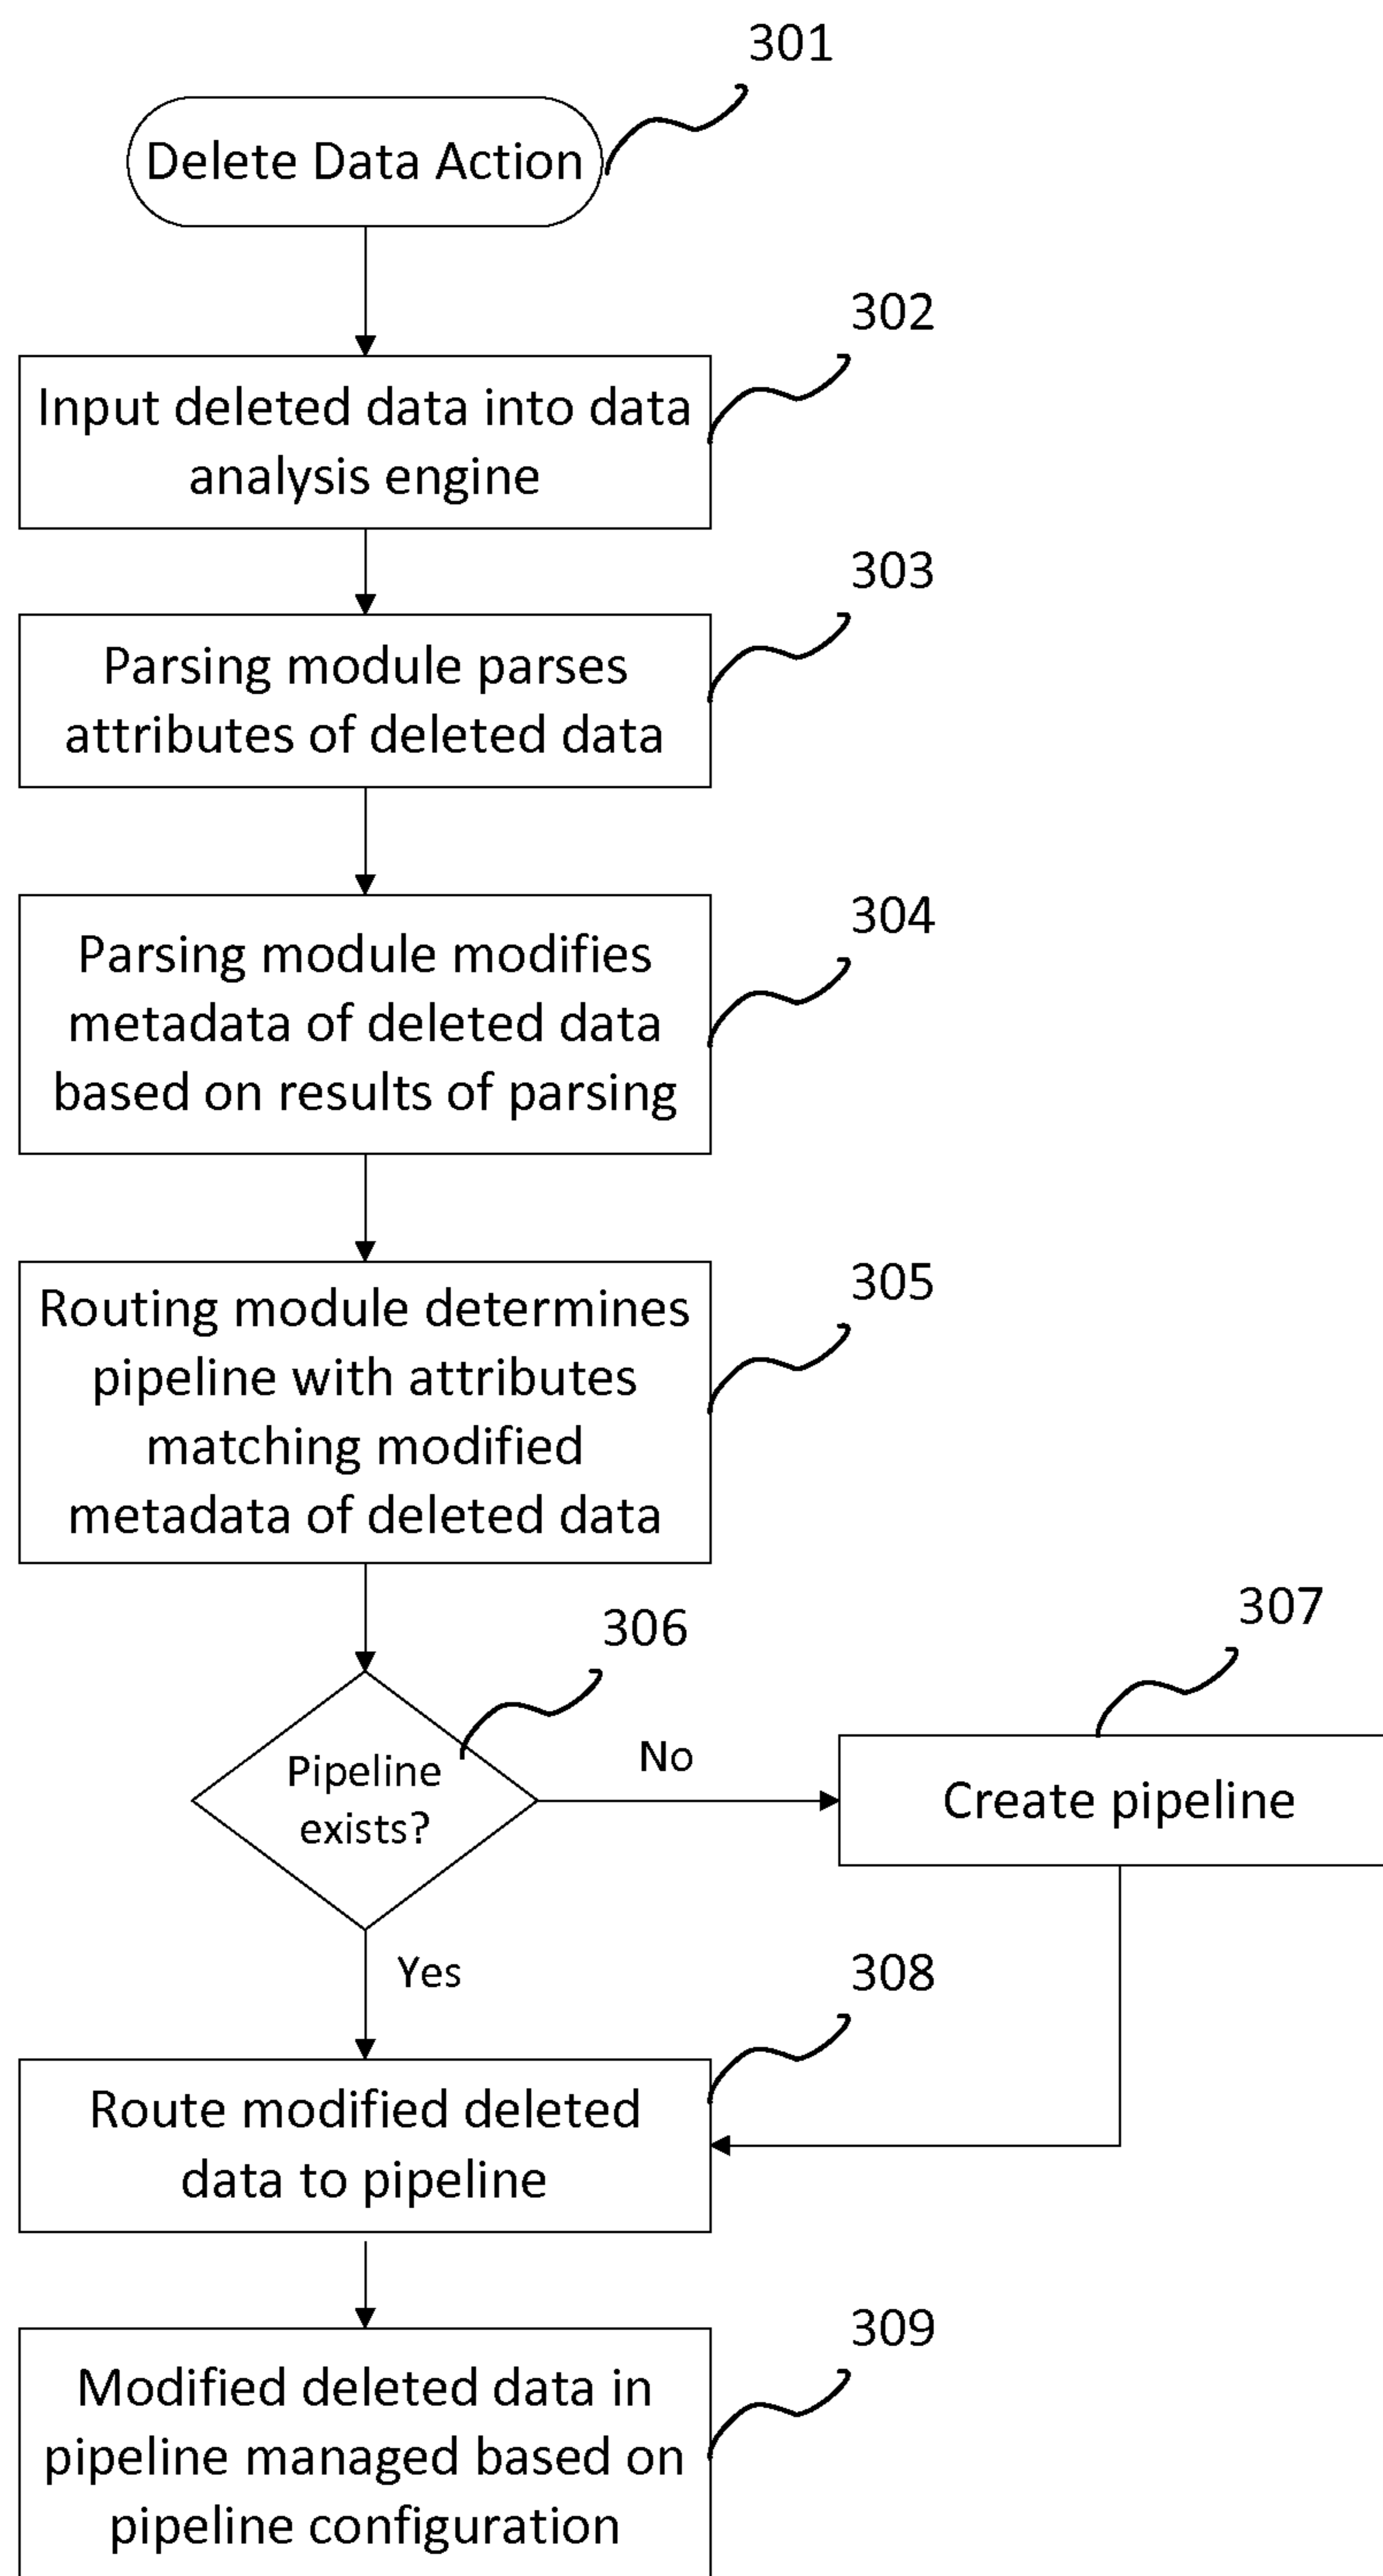 301
Delete Data Action
302
Input deleted data into data
analysis engine
303
Parsing module parses
attributes of deleted data
304
Parsing module modifies
metadata of deleted data
based on results of parsing
305
Routing module determines
pipeline with attributes
matching modified
metadata of deleted data
306
Pipeline
exists?
No
307
Create pipeline
Yes
308
Route modified deleted
data to pipeline
309
Modified deleted data in
pipeline managed based on
pipeline configuration